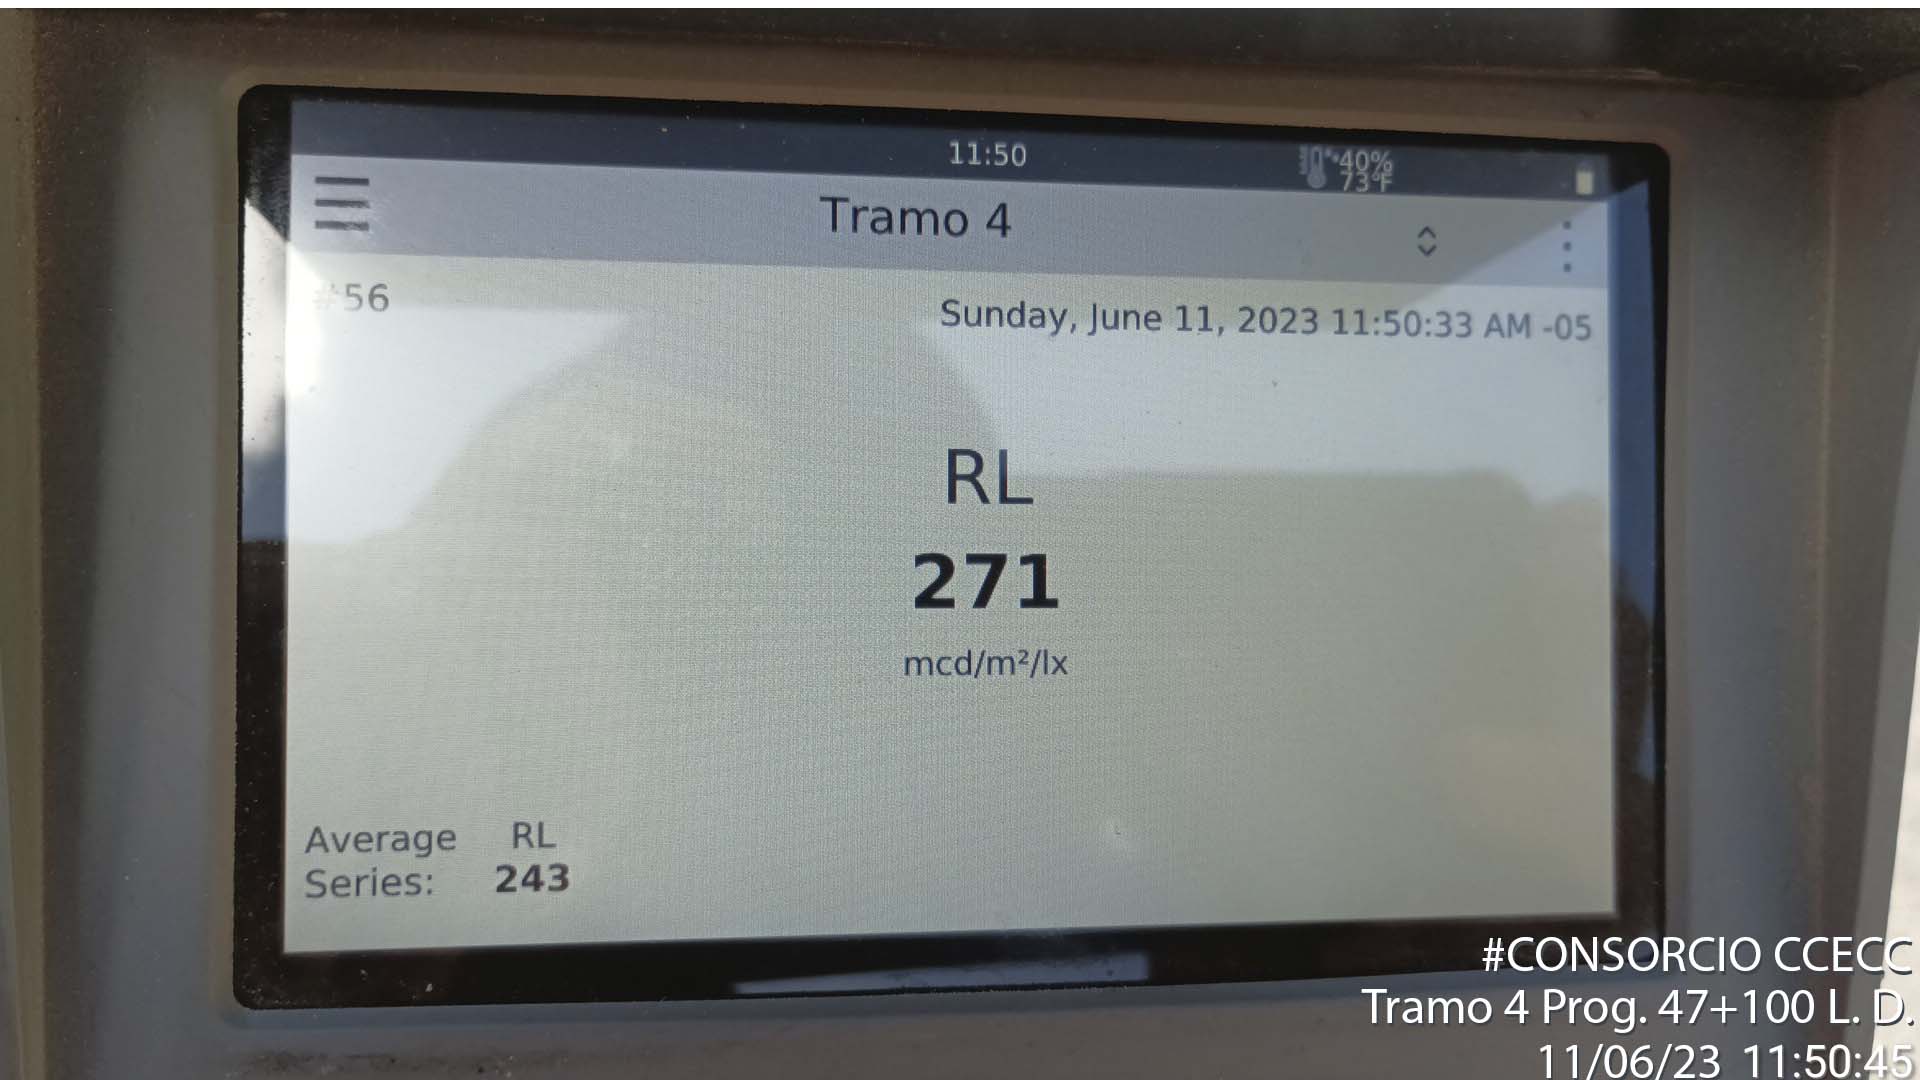 11:50
40%
73°F
Tramo 4
#56
Sunday, June 11, 2023 11:50:33 AM -05
RL
271
mcd/m²/lx
Average RL
Series: 243
#CONSORCIO CCECC
Tramo 4 Prog. 47+100 L. D.
11/06/23 11:50:45